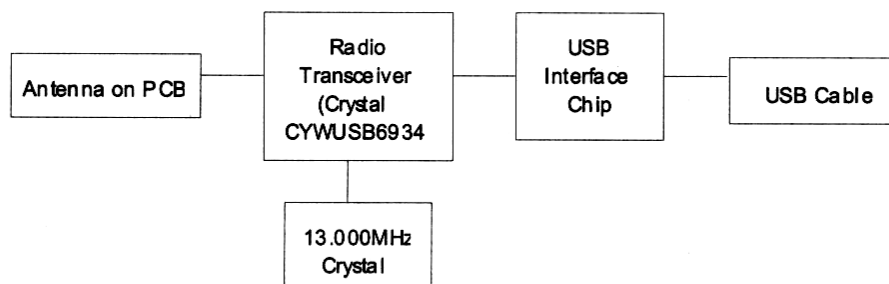 Antenna on PCB
Radio
Transceiver
(Crystal
CYWUSB6934
USB
Interface
Chip
USB Cable
13.000MHz
Crystal